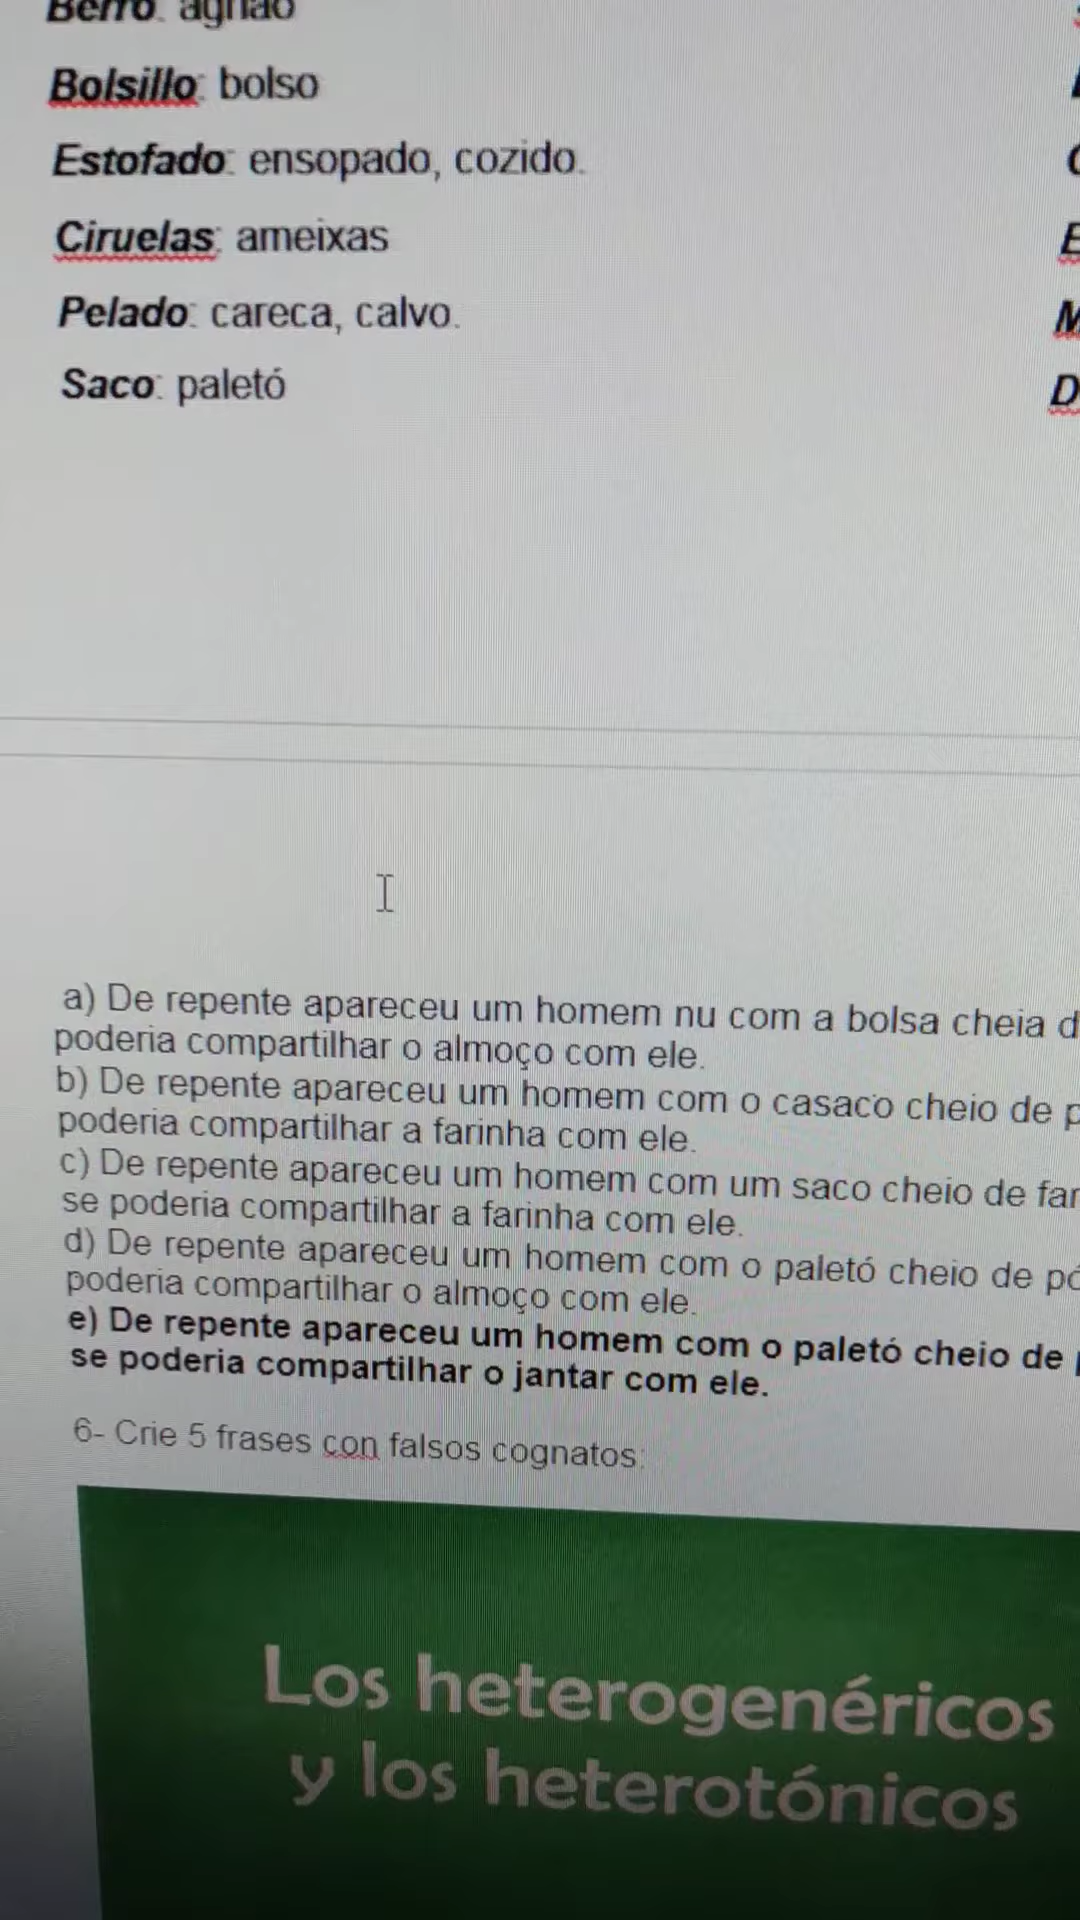 Berro: agrião
Bolsillo: bolso
Estofado: ensopado, cozido.
Ciruelas: ameixas
Pelado: careca, calvo.
Saco: paletó
a) De repente apareceu um homem nu com a bolsa cheia
poderia compartilhar o almoço com ele.
b) De repente apareceu um homem com o casaco cheio de
poderia compartilhar a farinha com ele.
c) De repente apareceu um homem com um saco cheio de
se poderia compartilhar a farinha com ele.
d) De repente apareceu um homem com o paletó cheio de
poderia compartilhar o almoço com ele.
e) De repente apareceu um homem com o paletó cheio de
se poderia compartilhar o jantar com ele.
6- Crie 5 frases con falsos cognatos:
Los heterogenéricos
y los heterotónicos